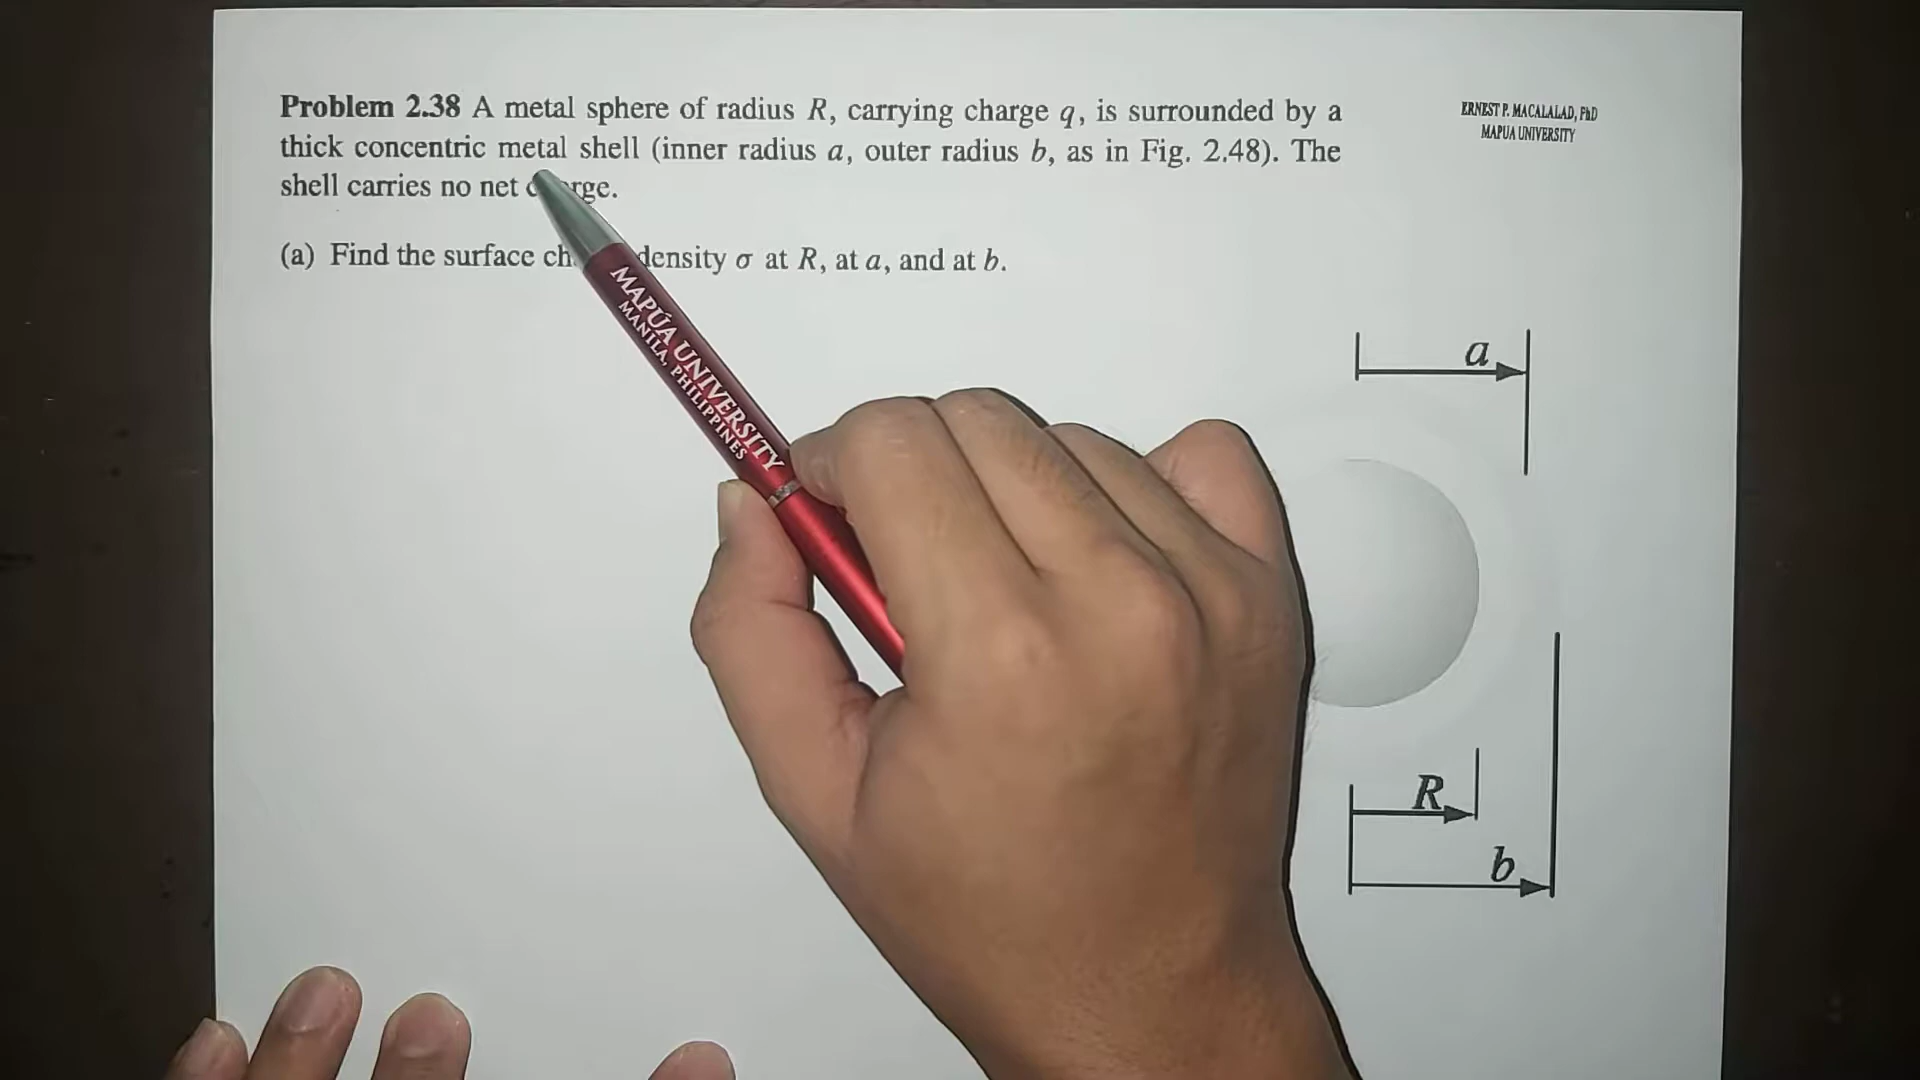 Problem 2.38 A metal sphere of radius R, carrying charge q, is surrounded by a
thick concentric metal shell (inner radius a, outer radius b, as in Fig. 2.48). The
shell carries no net charge.
(a) Find the surface charge density σ at R, at a, and at b.
ERNEST P. MACALALAD, PhD
MAPUA UNIVERSITY
MAPÚA UNIVERSITY
MANILA, PHILIPPINES
a
R
b